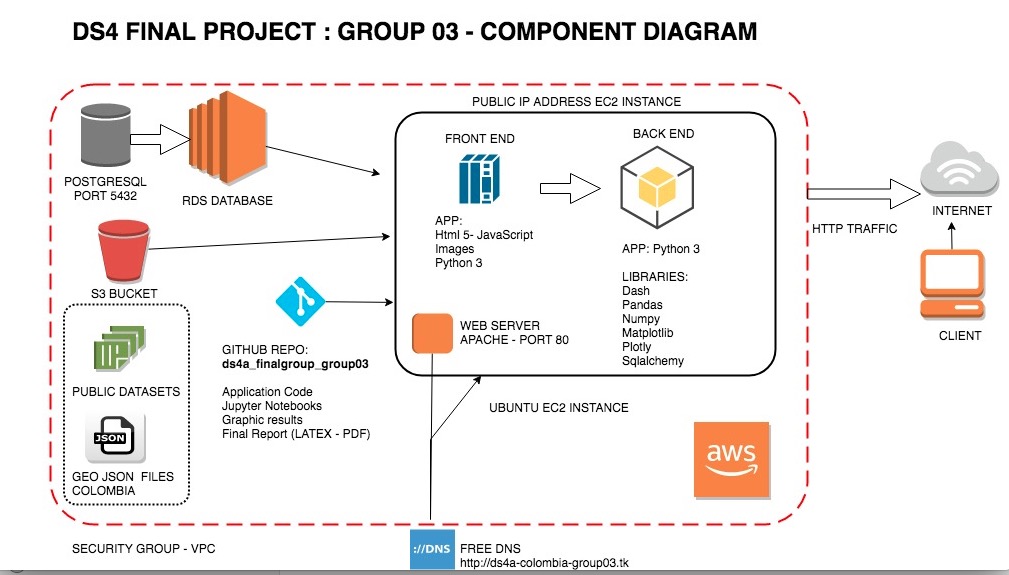 DS4 FINAL PROJECT : GROUP 03 - COMPONENT DIAGRAM
PUBLIC IP ADDRESS EC2 INSTANCE
POSTGRESQL
PORT 5432
RDS DATABASE
FRONT END
APP:
Html 5- JavaScript
Images
Python 3
BACK END
APP: Python 3
LIBRARIES:
Dash
Pandas
Numpy
Matplotlib
Plotly
Sqlalchemy
HTTP TRAFFIC
INTERNET
CLIENT
S3 BUCKET
PUBLIC DATASETS
JSON
GEO JSON FILES
COLOMBIA
GITHUB REPO:
ds4a_finalgroup_group03
Application Code
Jupyter Notebooks
Graphic results
Final Report (LATEX - PDF)
WEB SERVER
APACHE - PORT 80
UBUNTU EC2 INSTANCE
aws
SECURITY GROUP - VPC
://DNS
FREE DNS
http://ds4a-colombia-group03.tk